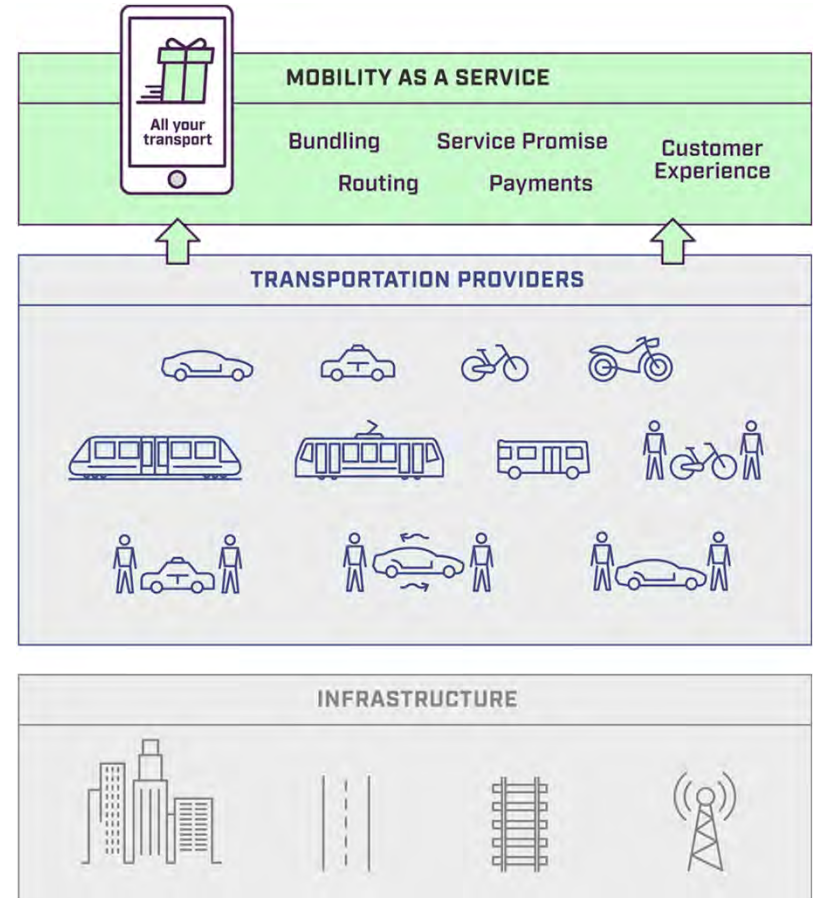 MOBILITY AS A SERVICE
All your
transport
Bundling
Service Promise
Customer
Experience
Routing
Payments
TRANSPORTATION PROVIDERS
INFRASTRUCTURE